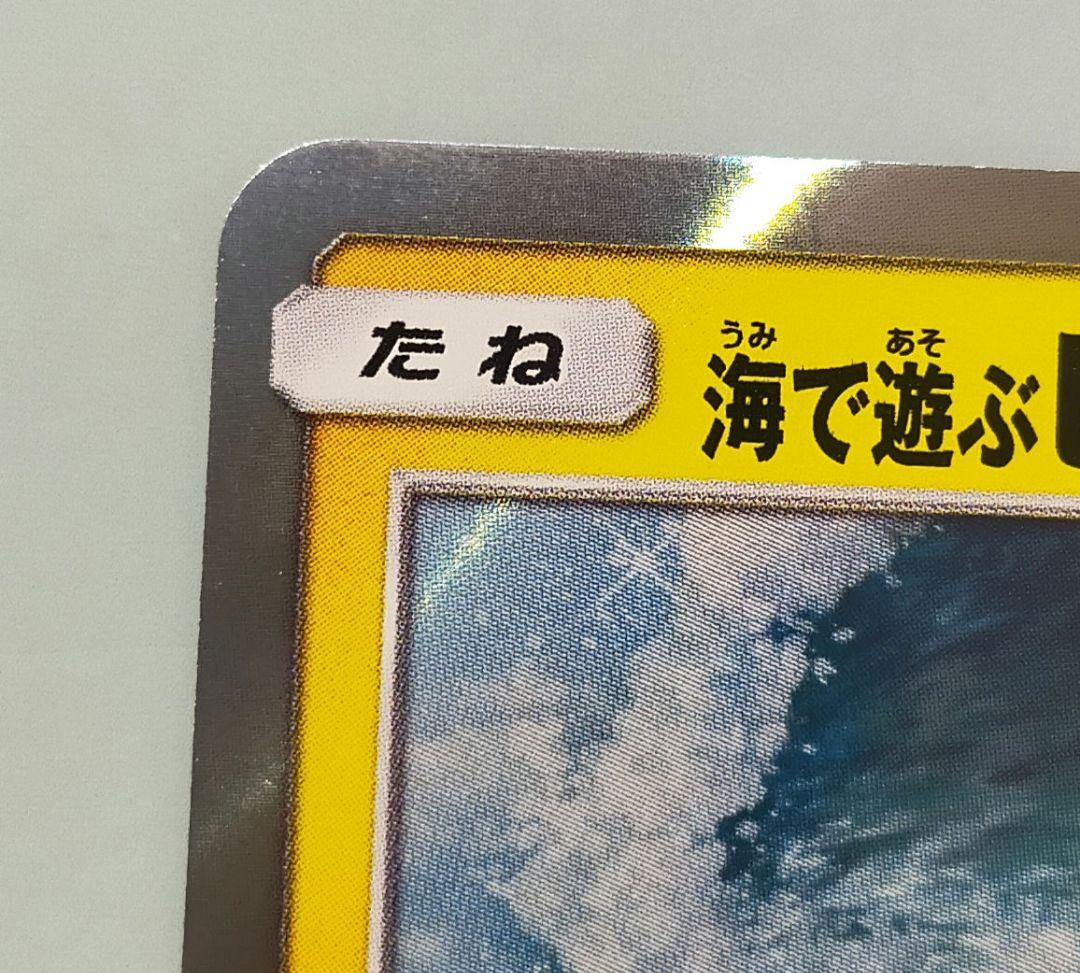 たね
うみ あそ
海で遊ぶ